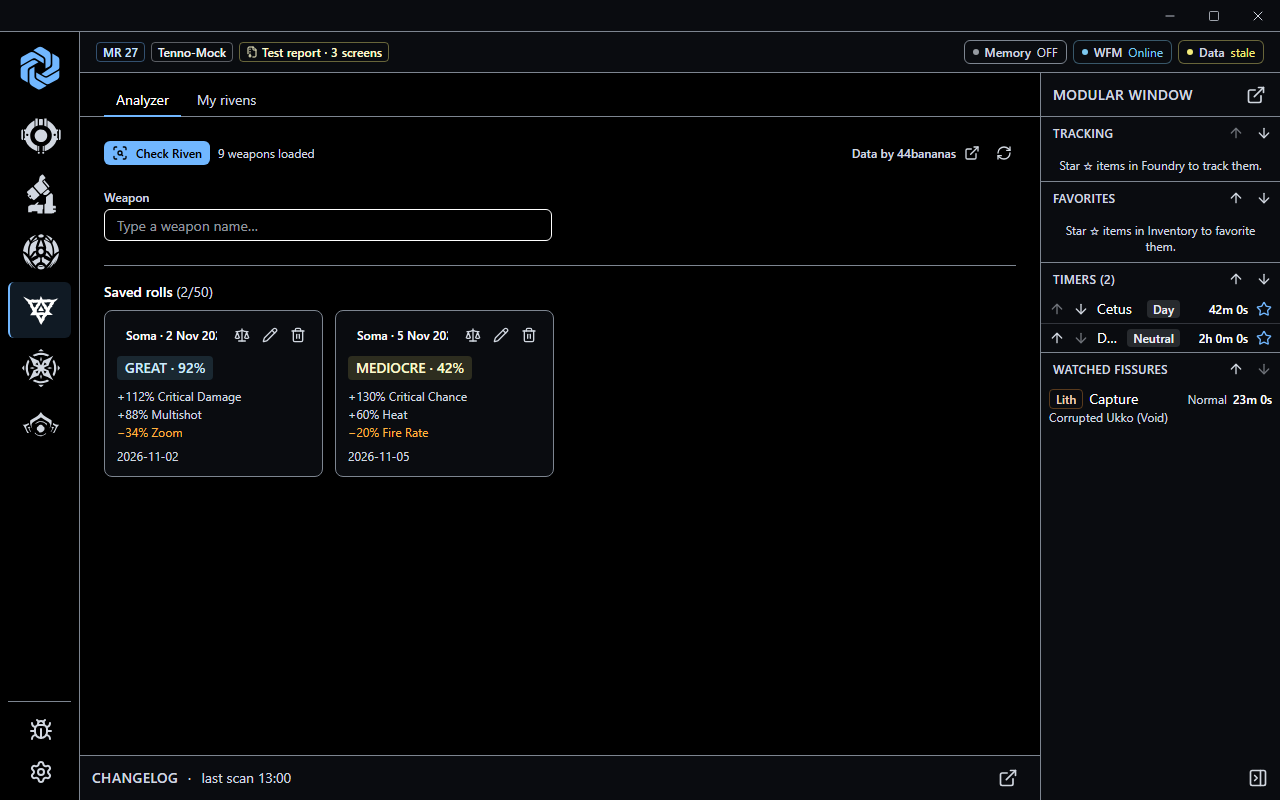 MR 27
Tenno-Mock
Test report · 3 screens
Memory OFF
WFM Online
Data stale
Analyzer
My rivens
Check Riven
9 weapons loaded
Data by 44bananas
Weapon
Type a weapon name...
Saved rolls (2/50)
Soma · 2 Nov 202
GREAT · 92%
+112% Critical Damage
+88% Multishot
−34% Zoom
2026-11-02
Soma · 5 Nov 202
MEDIOCRE · 42%
+130% Critical Chance
+60% Heat
−20% Fire Rate
2026-11-05
MODULAR WINDOW
TRACKING
Star ☆ items in Foundry to track them.
FAVORITES
Star ☆ items in Inventory to favorite
them.
TIMERS (2)
Cetus Day 42m 0s
D... Neutral 2h 0m 0s
WATCHED FISSURES
Lith Capture Normal 23m 0s
Corrupted Ukko (Void)
CHANGELOG · last scan 13:00